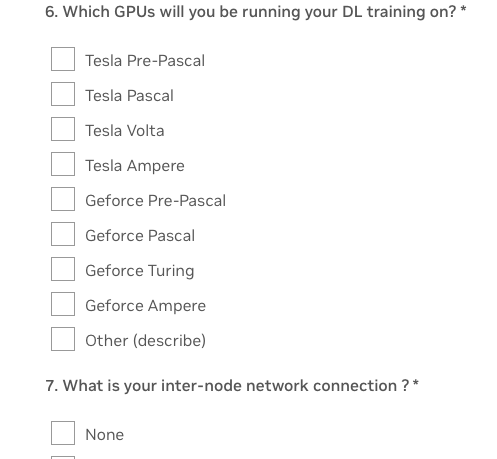 6. Which GPUs will you be running your DL training on? *
Tesla Pre-Pascal
Tesla Pascal
Tesla Volta
Tesla Ampere
Geforce Pre-Pascal
Geforce Pascal
Geforce Turing
Geforce Ampere
Other (describe)
7. What is your inter-node network connection ? *
None